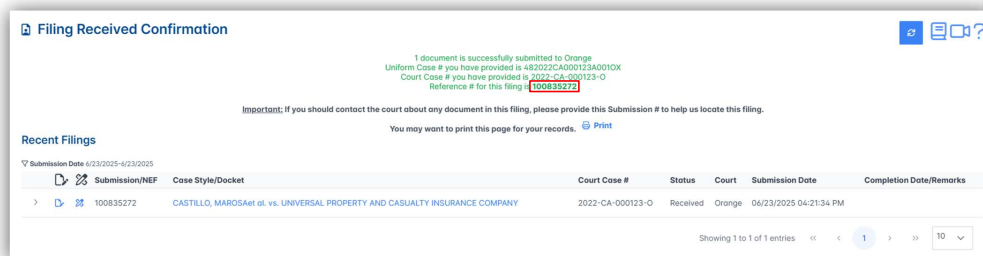 Filing Received Confirmation
1 document is successfully submitted to Orange
Uniform Case # you have provided is 482022CA000123A001OX
Court Case # you have provided is 2022-CA-000123-O
Reference # for this filing is 100835272
Important: If you should contact the court about any document in this filing, please provide this Submission # to help us locate this filing.
You may want to print this page for your records. Print
Recent Filings
Submission Date 6/23/2025-6/23/2025
Submission/NEF Case Style/Docket Court Case # Status Court Submission Date Completion Date/Remarks
100835272 CASTILLO, MAROSAet al. vs. UNIVERSAL PROPERTY AND CASUALTY INSURANCE COMPANY 2022-CA-000123-O Received Orange 06/23/2025 04:21:34 PM
Showing 1 to 1 of 1 entries << < 1 > >> 10